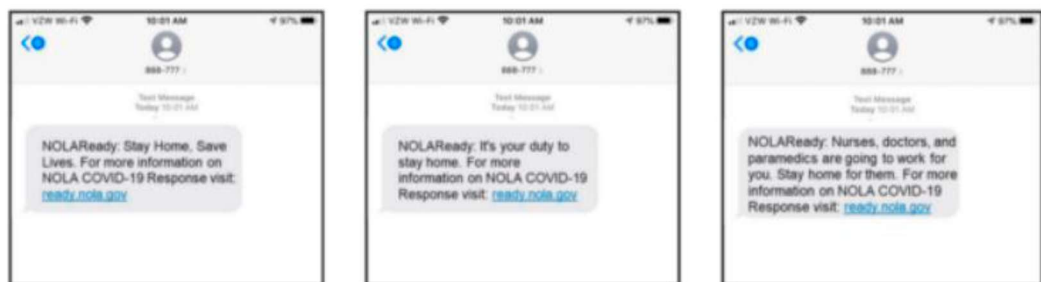 VZW Wi-Fi 10:01 AM 97%
888-777
Text Message
Today 10:01 AM
NOLAReady: Stay Home, Save
Lives. For more information on
NOLA COVID-19 Response visit:
ready.nola.gov
VZW Wi-Fi 10:01 AM 97%
888-777
Text Message
Today 10:01 AM
NOLAReady: It's your duty to
stay home. For more
information on NOLA COVID-19
Response visit: ready.nola.gov
VZW Wi-Fi 10:01 AM 97%
888-777
Text Message
Today 10:01 AM
NOLAReady: Nurses, doctors, and
paramedics are going to work for
you. Stay home for them. For more
information on NOLA COVID-19
Response visit: ready.nola.gov